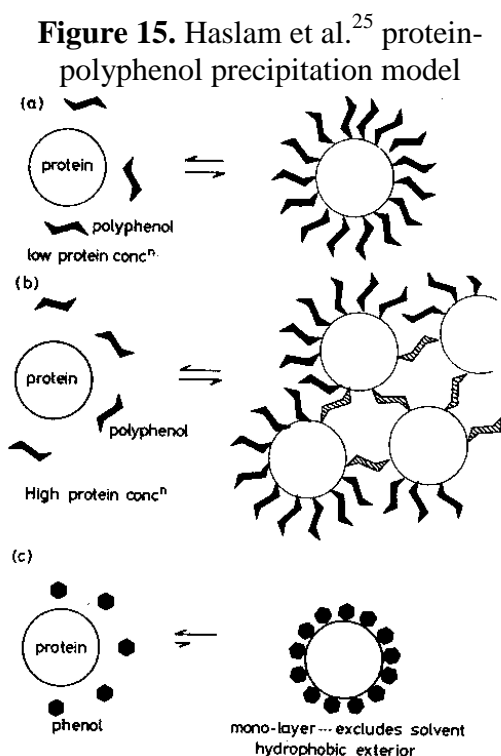 Figure 15. Haslam et al.25 protein-
polyphenol precipitation model
(a)
protein
polyphenol
low protein concn.
(b)
protein
polyphenol
High protein concn
(c)
protein
phenol
mono-layer --- excludes solvent
hydrophobic exterior